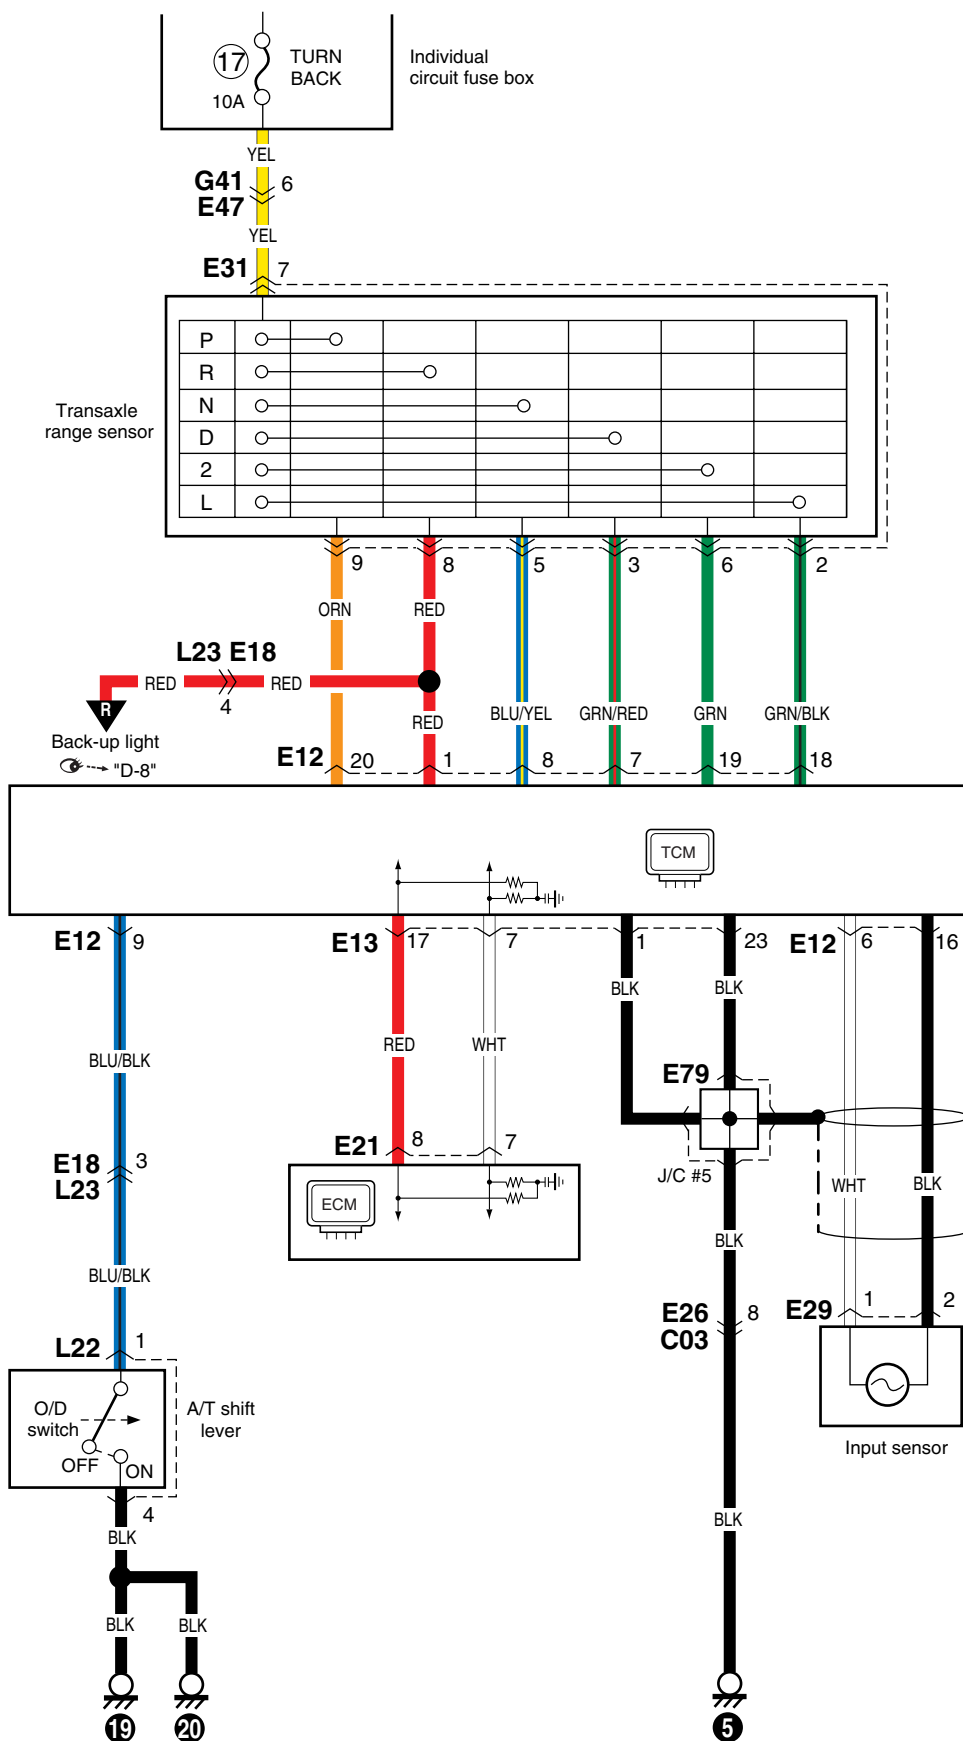 17
TURN
BACK
10A
Individual
circuit fuse box
YEL
G41
6
E47
YEL
E31
7
P
R
N
D
2
L
Transaxle
range sensor
9
8
5
3
6
2
ORN
RED
L23 E18
RED
RED
4
R
RED
BLU/YEL
GRN/RED
GRN
GRN/BLK
Back-up light
"D-8"
E12
20
1
8
7
19
18
TCM
E12
9
E13
17
7
1
23
E12
6
16
BLK
BLK
BLU/BLK
RED
WHT
E79
E21
8
7
E18
3
L23
J/C #5
WHT
BLK
ECM
BLK
BLU/BLK
E26
8
C03
E29
1
2
L22
1
O/D
switch
OFF
ON
A/T shift
lever
Input sensor
4
BLK
BLK
BLK
BLK
19
20
5